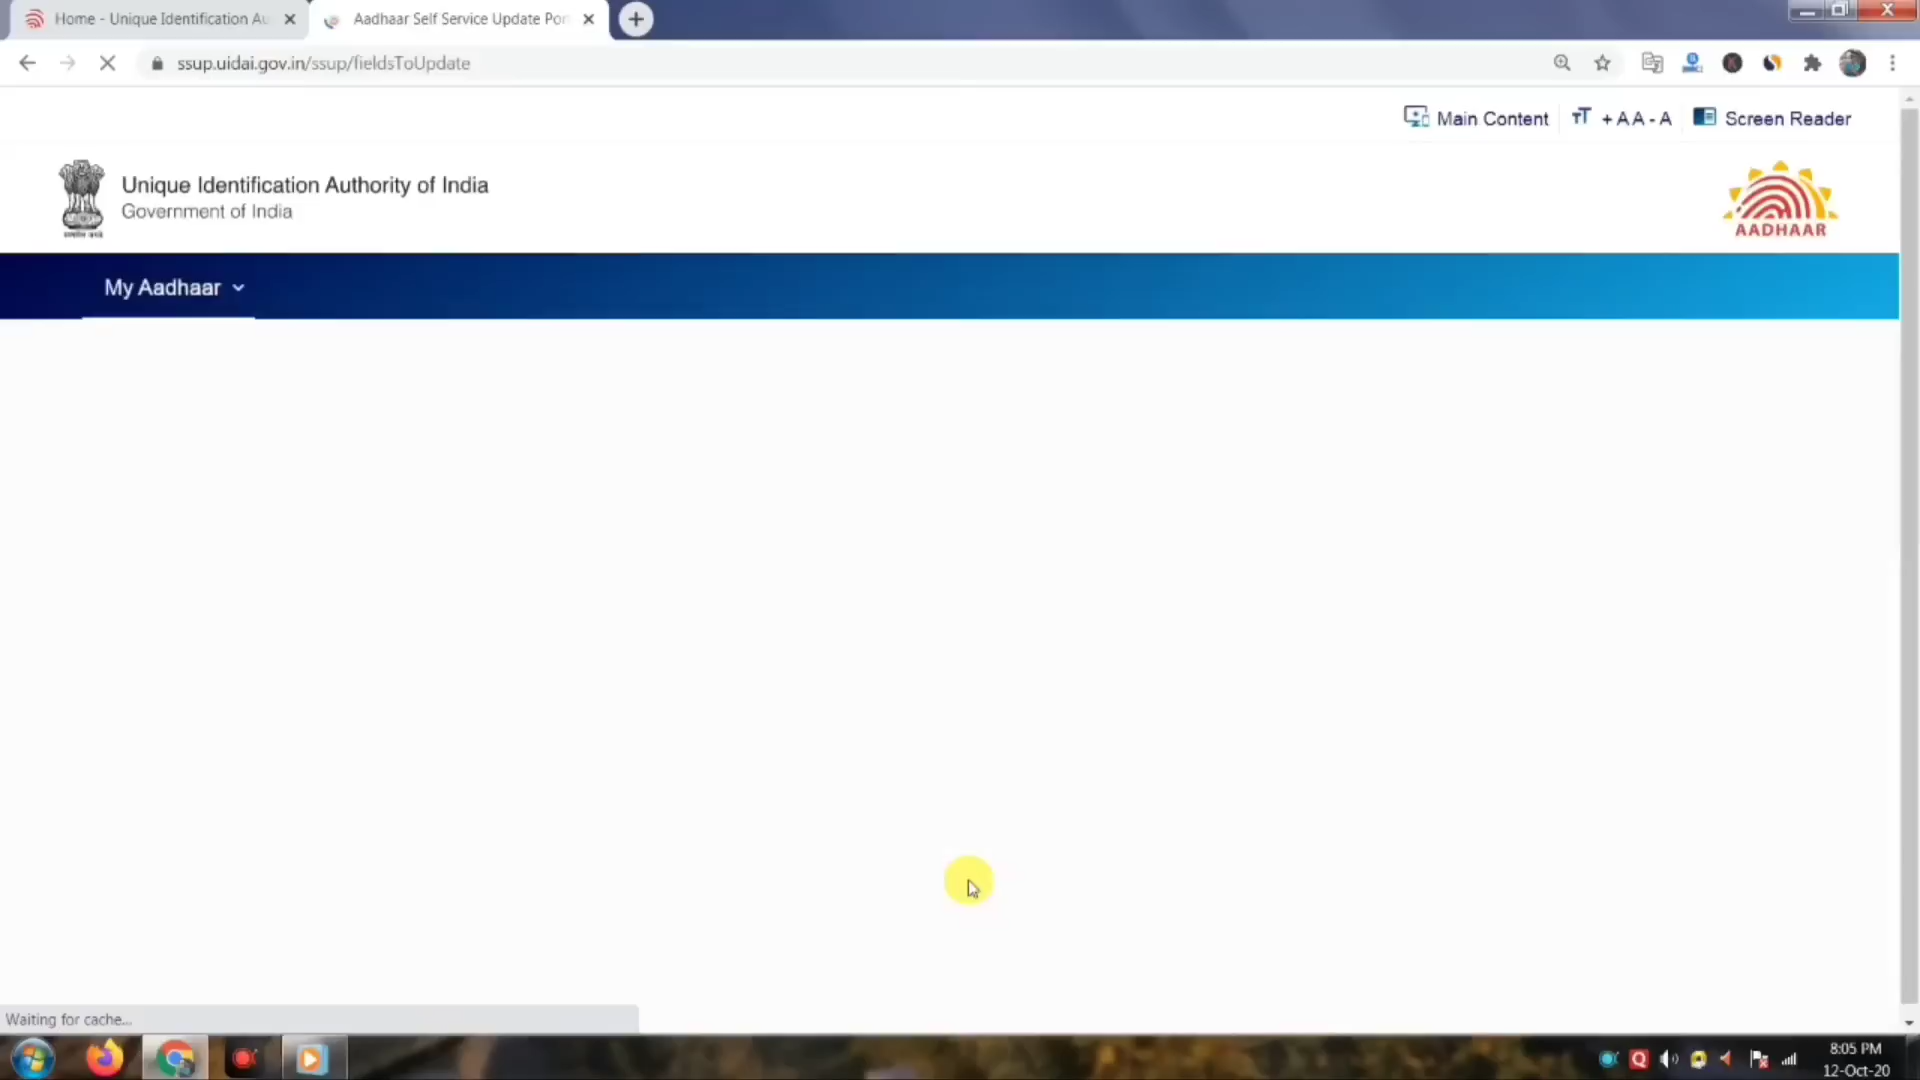 Home - Unique Identification Au
Aadhaar Self Service Update Por
ssup.uidai.gov.in/ssup/fieldsToUpdate
Main Content
+ A A - A
Screen Reader
Unique Identification Authority of India
Government of India
AADHAAR
My Aadhaar
Waiting for cache...
8:05 PM
12-Oct-20